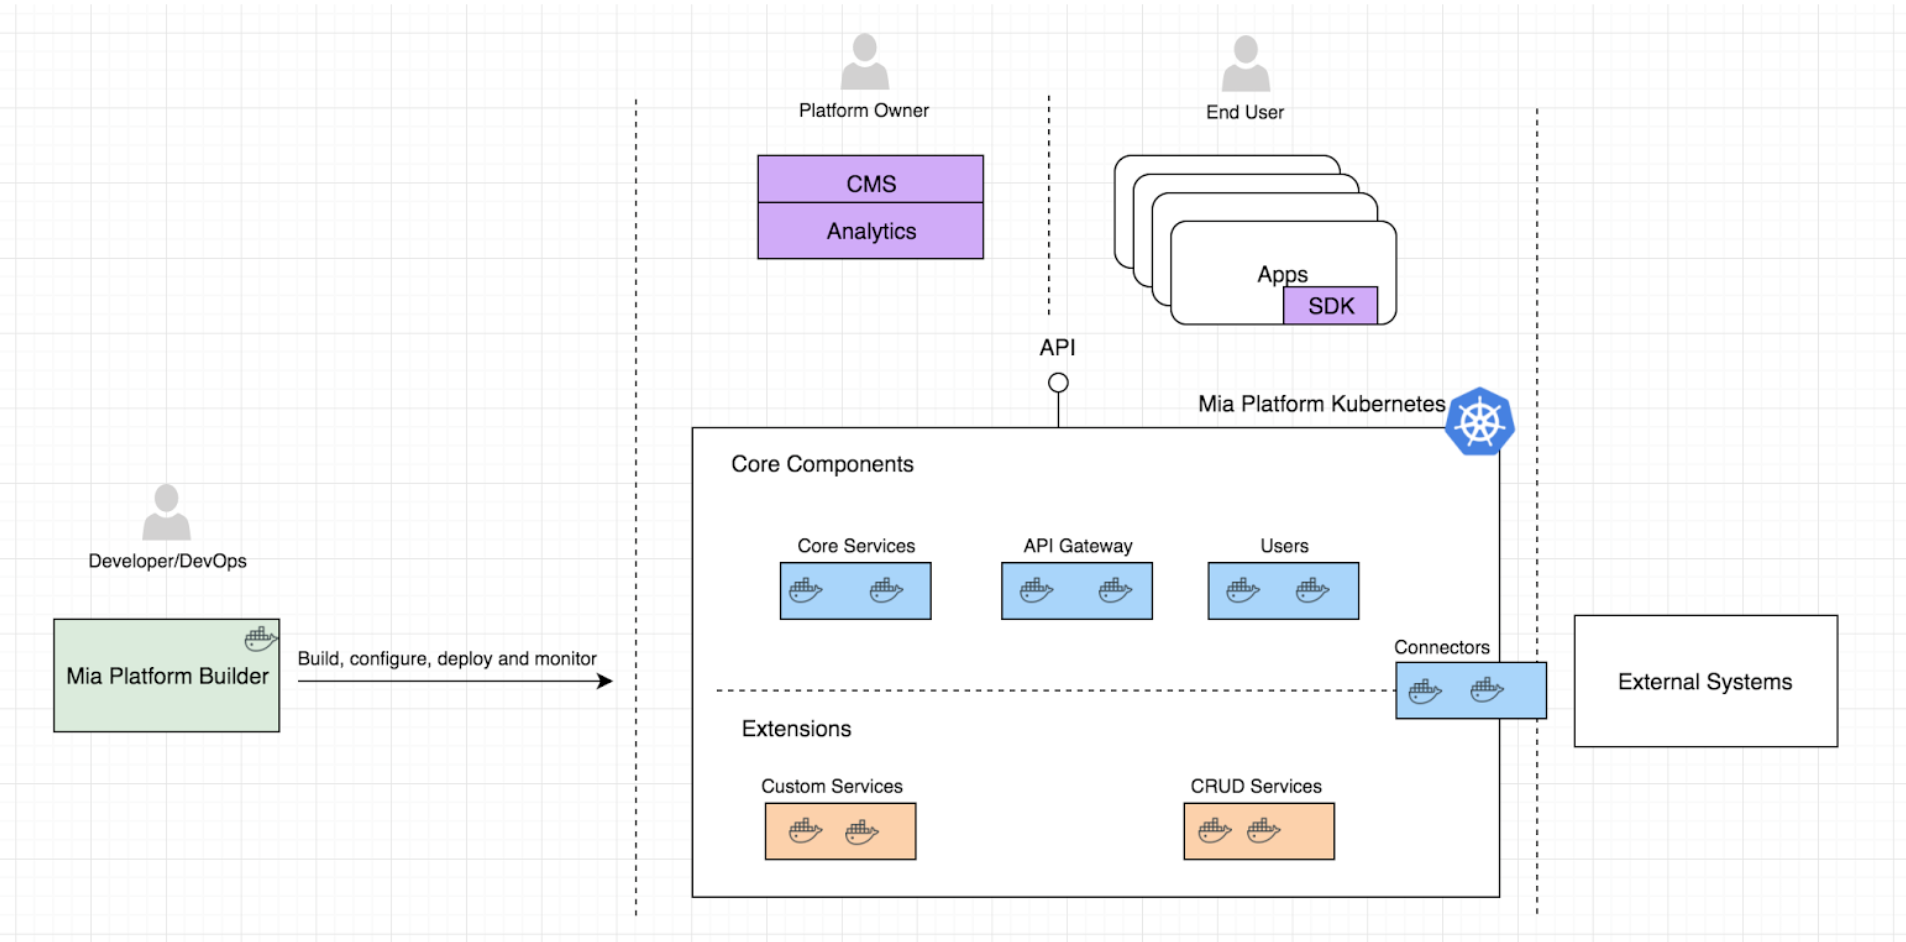 Platform Owner
End User
CMS
Analytics
Apps
SDK
API
Mia Platform Kubernetes
Core Components
Developer/DevOps
Core Services
API Gateway
Users
Mia Platform Builder
Build, configure, deploy and monitor
Connectors
External Systems
Extensions
Custom Services
CRUD Services